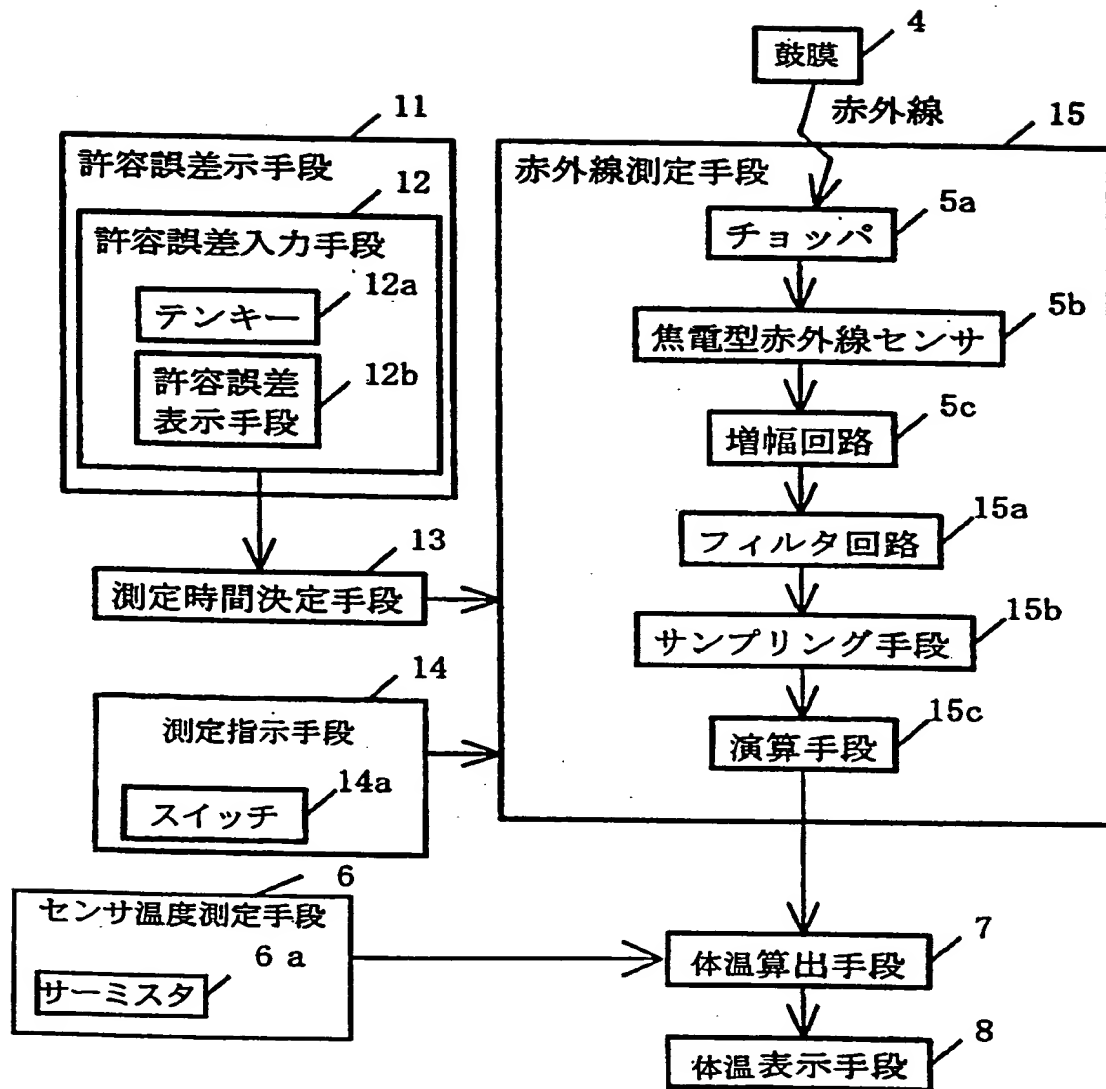 4
鼓膜
赤外線
11
許容誤差示手段
12
許容誤差入力手段
12a
テンキー
12b
許容誤差
表示手段
13
測定時間決定手段
14
測定指示手段
14a
スイッチ
6
センサ温度測定手段
6 a
サーミスタ
15
赤外線測定手段
5a
チョッパ
5b
焦電型赤外線センサ
5c
増幅回路
15a
フィルタ回路
15b
サンプリング手段
15c
演算手段
7
体温算出手段
8
体温表示手段